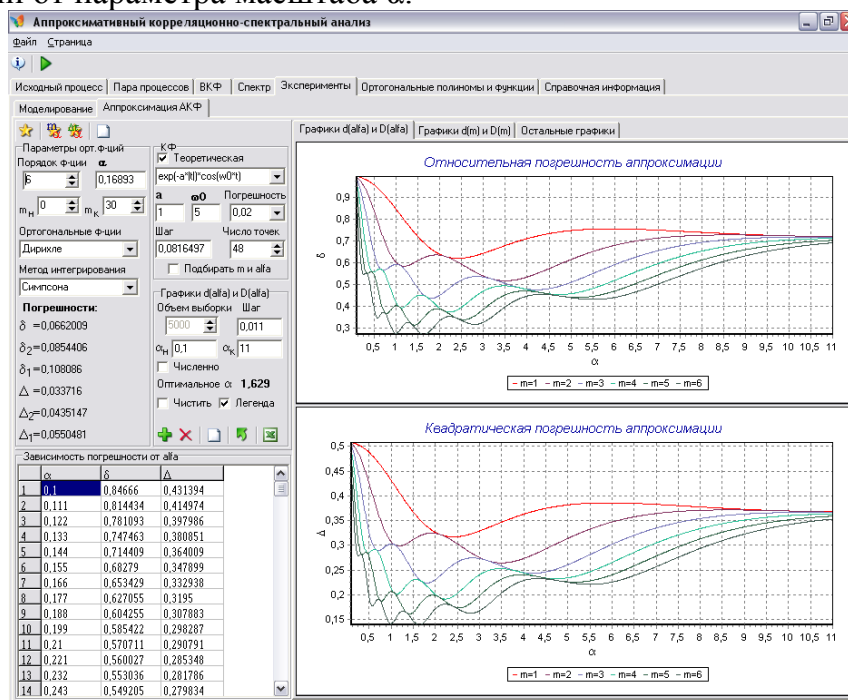 от параметра масштаба α.
Аппроксимативный корреляционно-спектральный анализ
Файл Страница
Исходный процесс Пара процессов ВКФ Спектр Эксперименты Ортогональные полиномы и функции Справочная информация
Моделирование Аппроксимация АКФ
Параметры орт.ф-ций
Порядок ф-ции α
6 0,16893
mн 0 mк 30
Ортогональные ф-ции
Дирихле
Метод интегрирования
Симпсона
Погрешности:
δ =0,0662009
δ2=0,0854406
δ1=0,108086
Δ =0,033716
Δ2=0,0435147
Δ1=0,0550481
КФ
Теоретическая
exp(-a*|t|)*cos(w0*t)
a ω0 Погрешность
1 5 0,02
Шаг Число точек
0,0816497 48
Подбирать m и alfa
Графики d(alfa) и D(alfa)
Объем выборки Шаг
5000 0,011
αн 0,1 αк 11
Численно
Оптимальное α 1,629
Чистить Легенда
Зависимость погрешности от alfa
α δ Δ
1 0,1 0,84666 0,431394
2 0,111 0,814434 0,414974
3 0,122 0,781093 0,397986
4 0,133 0,747463 0,380851
5 0,144 0,714409 0,364009
6 0,155 0,68279 0,347899
7 0,166 0,653429 0,332938
8 0,177 0,627055 0,3195
9 0,188 0,604255 0,307883
10 0,199 0,585422 0,298287
11 0,21 0,570711 0,290791
12 0,221 0,560027 0,285348
13 0,232 0,553036 0,281786
14 0,243 0,549205 0,279834
Графики d(alfa) и D(alfa) Графики d(m) и D(m) Остальные графики
Относительная погрешность аппроксимации
0,9
0,8
0,7
0,6
0,5
0,4
0,3
δ
0,5 1 1,5 2 2,5 3 3,5 4 4,5 5 5,5 6 6,5 7 7,5 8 8,5 9 9,5 10 10,5 11
α
m=1 m=2 m=3 m=4 m=5 m=6
Квадратическая погрешность аппроксимации
0,5
0,45
0,4
0,35
0,3
0,25
0,2
0,15
Δ
0,5 1 1,5 2 2,5 3 3,5 4 4,5 5 5,5 6 6,5 7 7,5 8 8,5 9 9,5 10 10,5 11
α
m=1 m=2 m=3 m=4 m=5 m=6